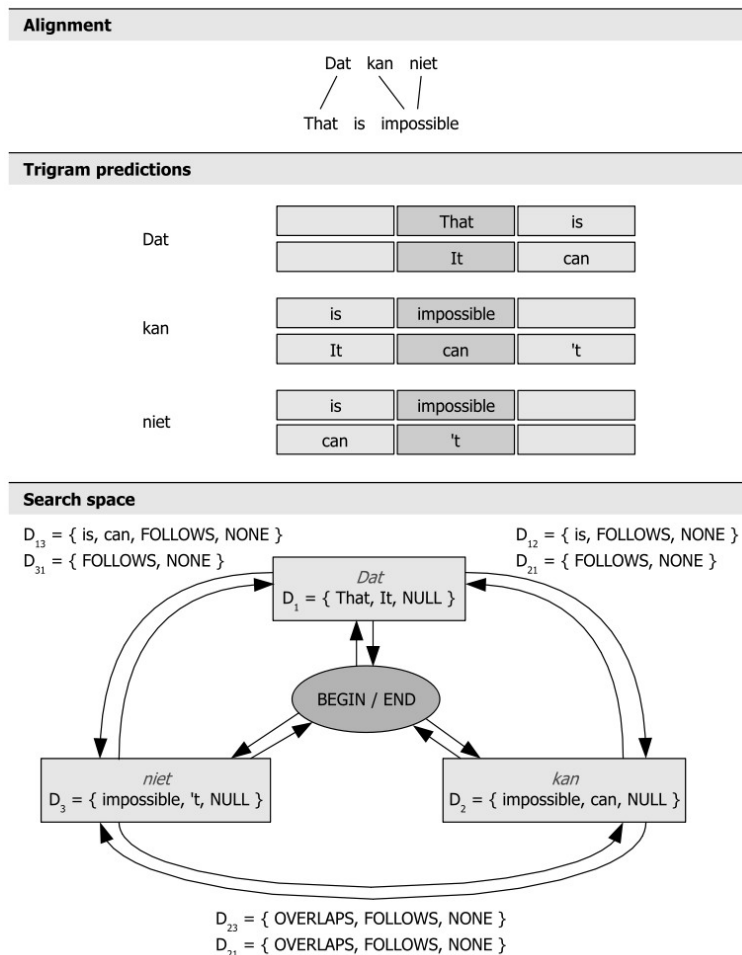 Alignment
Dat kan niet
That is impossible
Trigram predictions
Dat
That is
It can
kan
is impossible
It can 't
niet
is impossible
can 't
Search space
D13 = { is, can, FOLLOWS, NONE }
D31 = { FOLLOWS, NONE }
D12 = { is, FOLLOWS, NONE }
D21 = { FOLLOWS, NONE }
Dat
D1 = { That, It, NULL }
BEGIN / END
niet
D3 = { impossible, 't, NULL }
kan
D2 = { impossible, can, NULL }
D23 = { OVERLAPS, FOLLOWS, NONE }
D21 = { OVERLAPS, FOLLOWS, NONE }